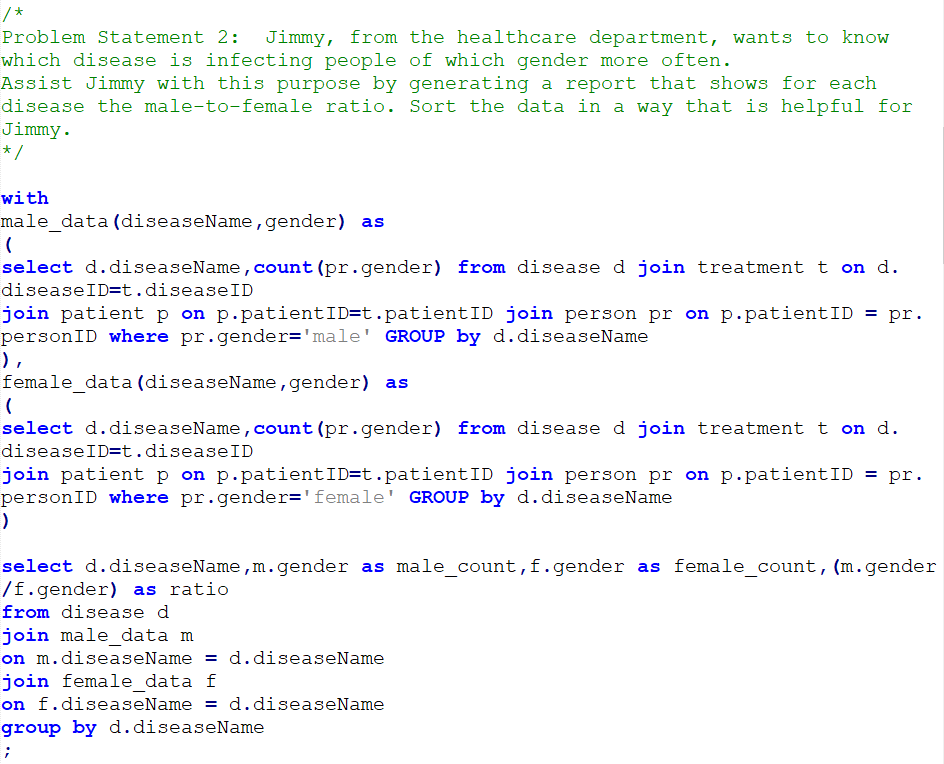 /*
Problem Statement 2:  Jimmy, from the healthcare department, wants to know
which disease is infecting people of which gender more often.
Assist Jimmy with this purpose by generating a report that shows for each
disease the male-to-female ratio. Sort the data in a way that is helpful for
Jimmy.
*/

with
male_data(diseaseName,gender) as
(
select d.diseaseName,count(pr.gender) from disease d join treatment t on d.
diseaseID=t.diseaseID
join patient p on p.patientID=t.patientID join person pr on p.patientID = pr.
personID where pr.gender='male' GROUP by d.diseaseName
),
female_data(diseaseName,gender) as
(
select d.diseaseName,count(pr.gender) from disease d join treatment t on d.
diseaseID=t.diseaseID
join patient p on p.patientID=t.patientID join person pr on p.patientID = pr.
personID where pr.gender='female' GROUP by d.diseaseName
)

select d.diseaseName,m.gender as male_count,f.gender as female_count,(m.gender
/f.gender) as ratio
from disease d
join male_data m
on m.diseaseName = d.diseaseName
join female_data f
on f.diseaseName = d.diseaseName
group by d.diseaseName
;